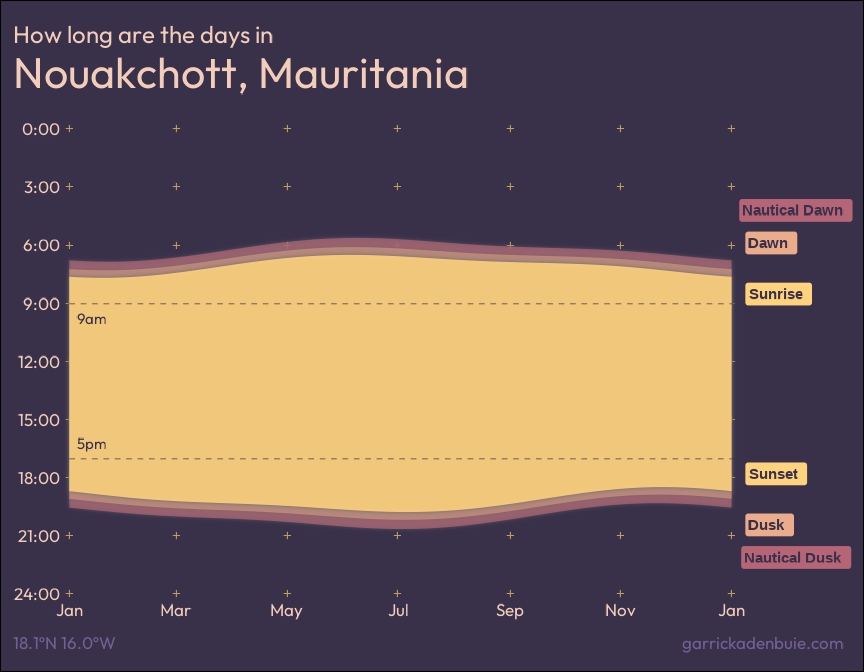 How long are the days in
Nouakchott, Mauritania
0:00
3:00
Nautical Dawn
6:00
Dawn
9:00
Sunrise
9am
12:00
15:00
5pm
18:00
Sunset
21:00
Dusk
Nautical Dusk
24:00
Jan Mar May Jul Sep Nov Jan
18.1°N 16.0°W
garrickadenbuie.com